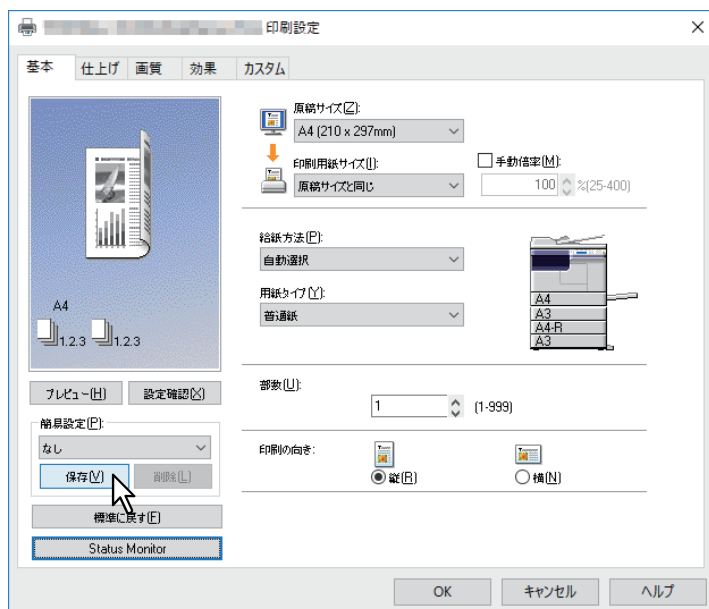 印刷設定
基本 仕上げ 画質 効果 カスタム
原稿サイズ(Z):
A4 (210 x 297mm)
印刷用紙サイズ(I):
原稿サイズと同じ
手動倍率(M):
100 %(25-400)
給紙方法(P):
自動選択
用紙タイプ(Y):
普通紙
A4
A3
A4-R
A3
A4
1.2.3 1.2.3
プレビュー(H) 設定確認(X)
簡易設定(P):
なし
保存(V) 削除(L)
標準に戻す(F)
Status Monitor
部数(U):
1 (1-999)
印刷の向き:
縦(R) 横(N)
OK キャンセル ヘルプ